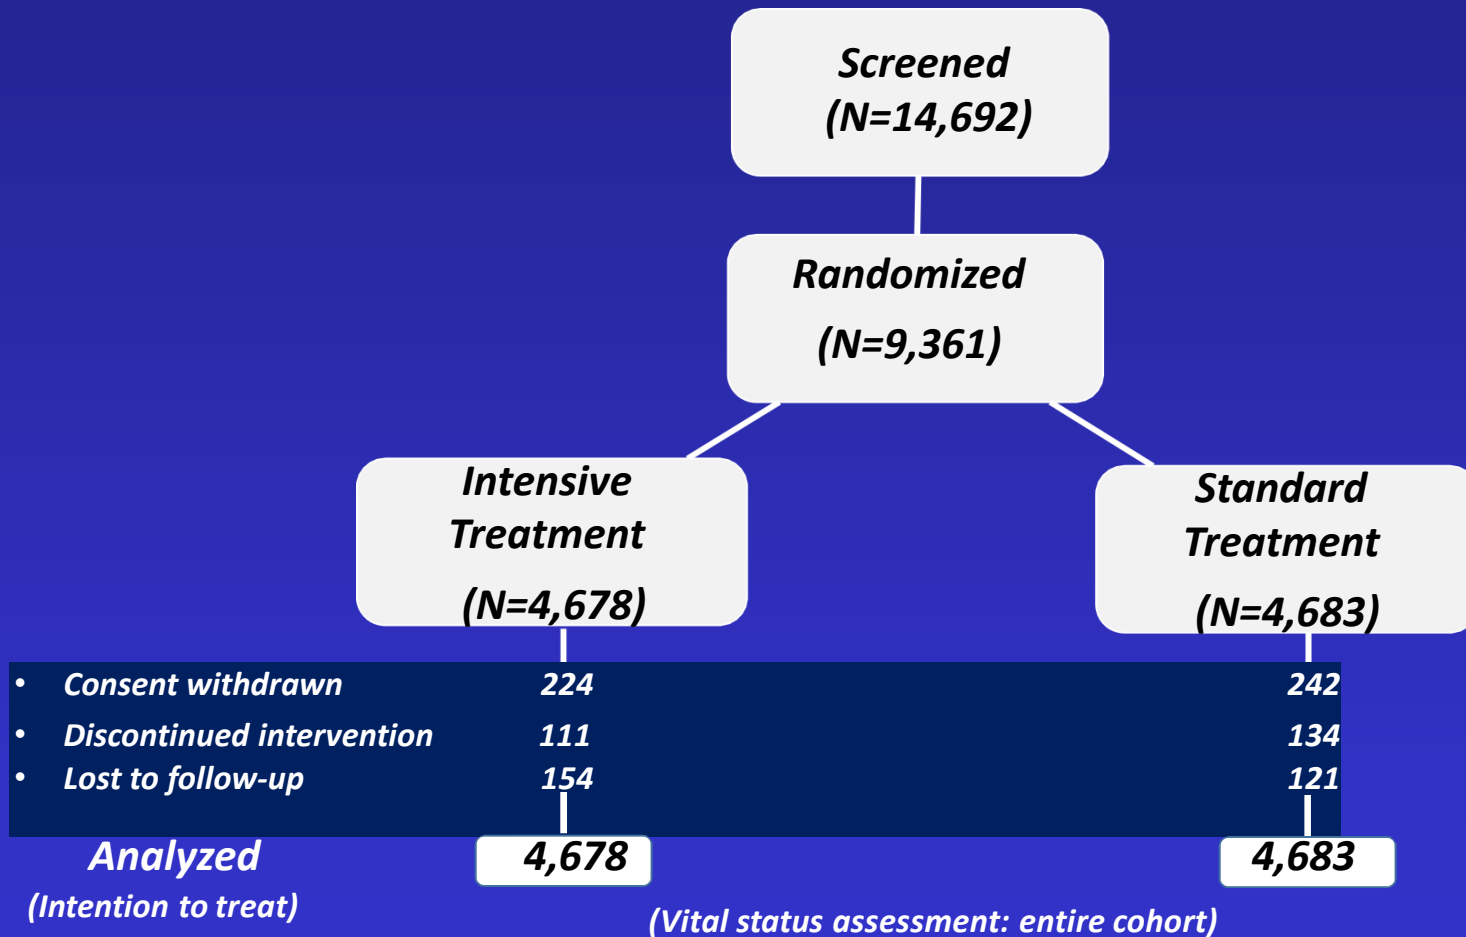 Screened
(N=14,692)
Randomized
(N=9,361)
Intensive
Treatment
(N=4,678)
Standard
Treatment
(N=4,683)
• Consent withdrawn 224 242
• Discontinued intervention 111 134
• Lost to follow-up 154 121
Analyzed 4,678 4,683
(Intention to treat)
(Vital status assessment: entire cohort)